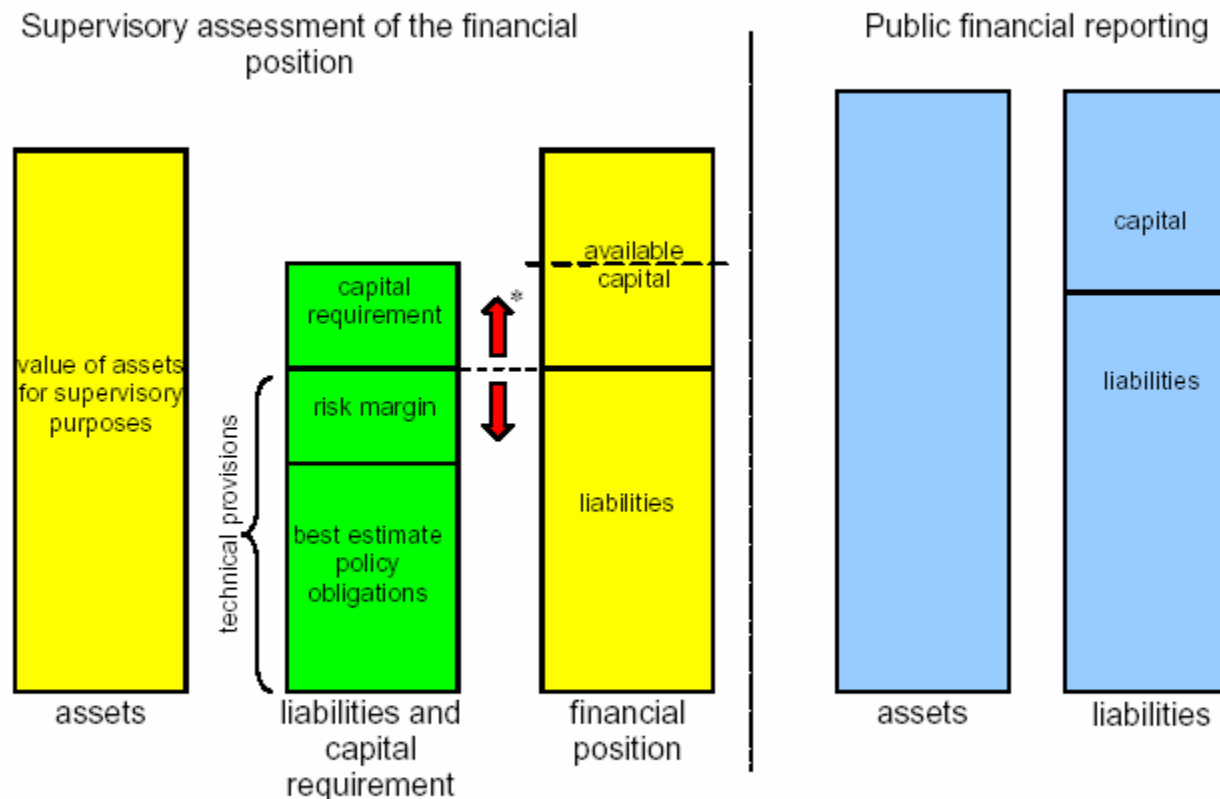 Supervisory assessment of the financial
position
Public financial reporting
value of assets
for supervisory
purposes
assets
technical provisions
capital
requirement
risk margin
best estimate
policy
obligations
liabilities and
capital
requirement
*
available
capital
liabilities
financial
position
assets
capital
liabilities
liabilities